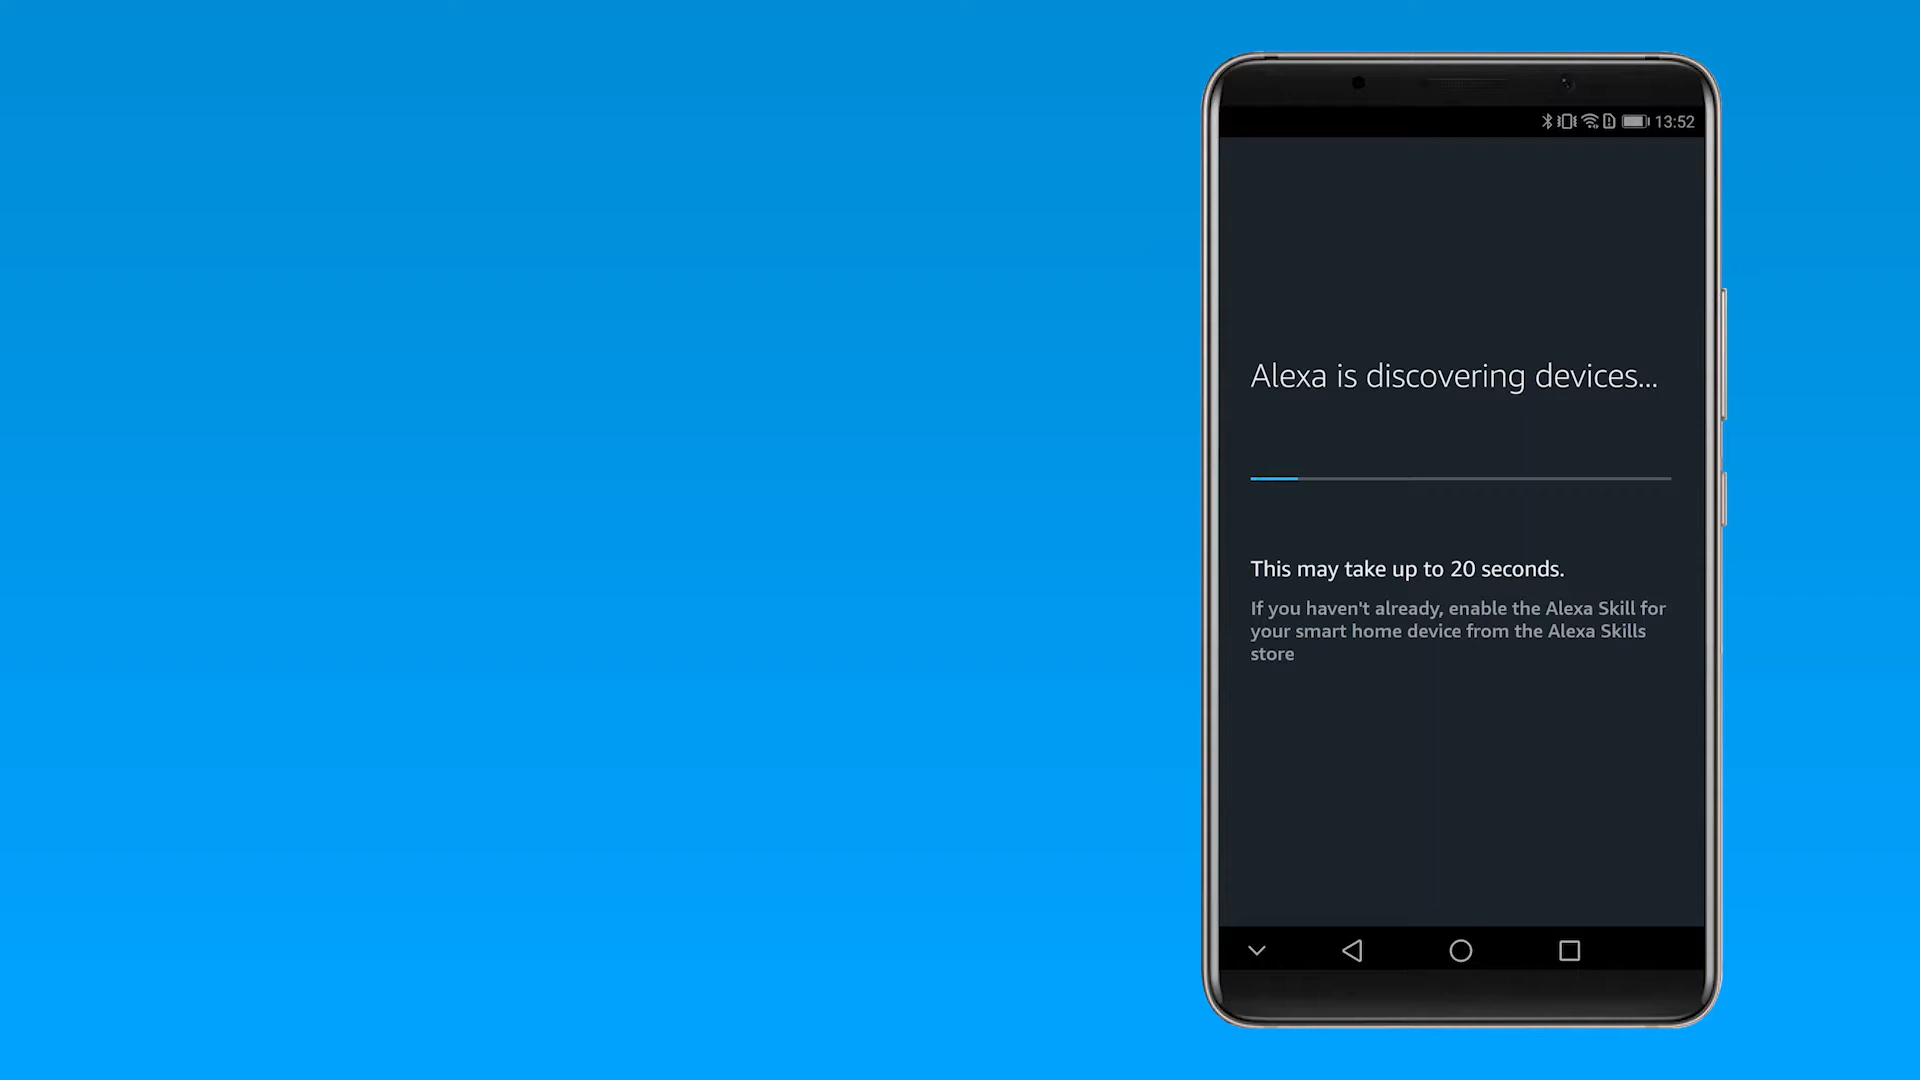 13:52
Alexa is discovering devices...
This may take up to 20 seconds.
If you haven't already, enable the Alexa Skill for
your smart home device from the Alexa Skills
store